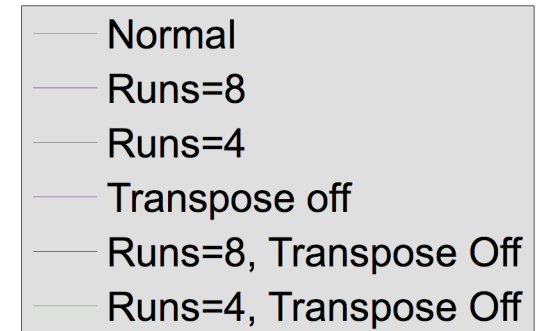 Normal
Runs=8
Runs=4
Transpose off
Runs=8, Transpose Off
Runs=4, Transpose Off